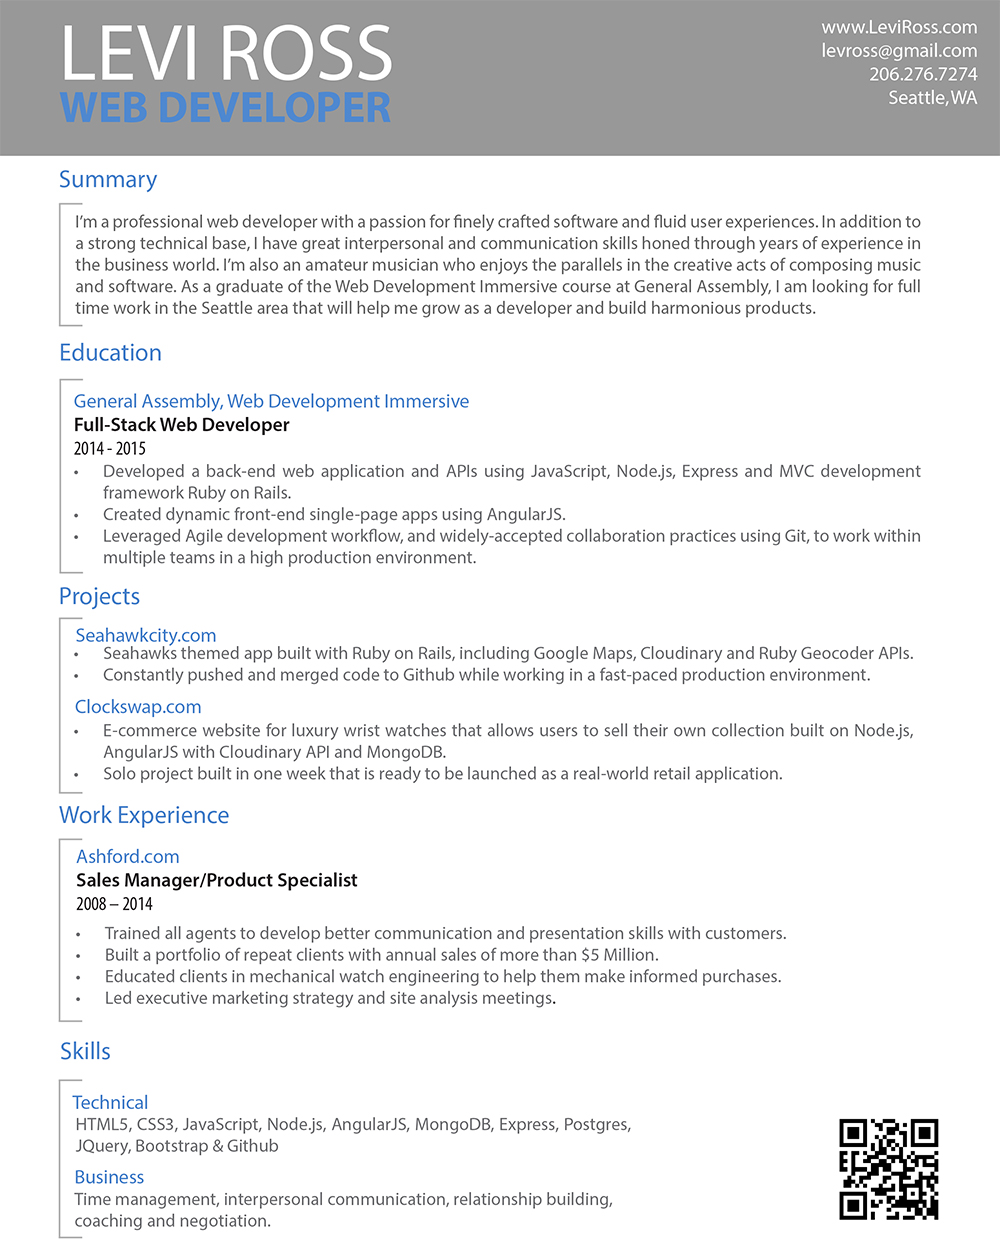 LEVI ROSS
WEB DEVELOPER
www.LeviRoss.com
levross@gmail.com
206.276.7274
Seattle, WA
Summary
I’m a professional web developer with a passion for finely crafted software and fluid user experiences. In addition to
a strong technical base, I have great interpersonal and communication skills honed through years of experience in
the business world. I’m also an amateur musician who enjoys the parallels in the creative acts of composing music
and software. As a graduate of the Web Development Immersive course at General Assembly, I am looking for full
time work in the Seattle area that will help me grow as a developer and build harmonious products.
Education
General Assembly, Web Development Immersive
Full-Stack Web Developer
2014 - 2015
• Developed a back-end web application and APIs using JavaScript, Node.js, Express and MVC development
framework Ruby on Rails.
• Created dynamic front-end single-page apps using AngularJS.
• Leveraged Agile development workflow, and widely-accepted collaboration practices using Git, to work within
multiple teams in a high production environment.
Projects
Seahawkcity.com
• Seahawks themed app built with Ruby on Rails, including Google Maps, Cloudinary and Ruby Geocoder APIs.
• Constantly pushed and merged code to Github while working in a fast-paced production environment.
Clockswap.com
• E-commerce website for luxury wrist watches that allows users to sell their own collection built on Node.js,
AngularJS with Cloudinary API and MongoDB.
• Solo project built in one week that is ready to be launched as a real-world retail application.
Work Experience
Ashford.com
Sales Manager/Product Specialist
2008 – 2014
• Trained all agents to develop better communication and presentation skills with customers.
• Built a portfolio of repeat clients with annual sales of more than $5 Million.
• Educated clients in mechanical watch engineering to help them make informed purchases.
• Led executive marketing strategy and site analysis meetings.
Skills
Technical
HTML5, CSS3, JavaScript, Node.js, AngularJS, MongoDB, Express, Postgres,
JQuery, Bootstrap & Github
Business
Time management, interpersonal communication, relationship building,
coaching and negotiation.